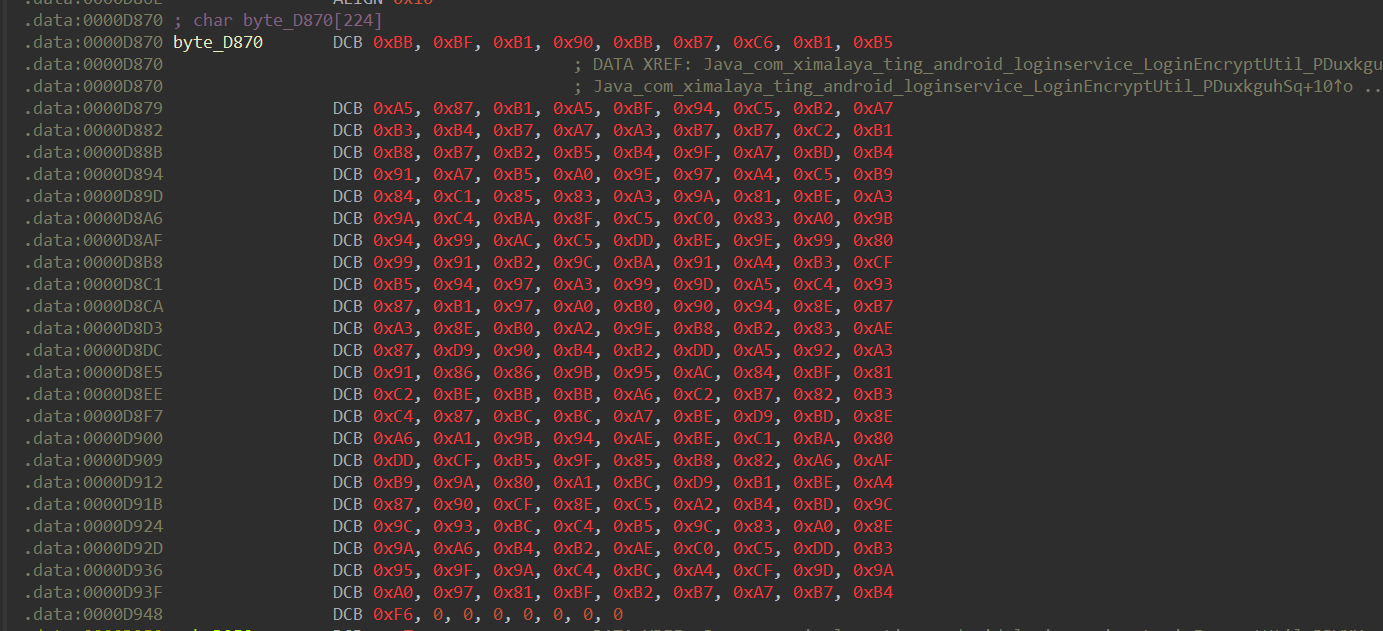 .data:0000D870 ; char byte_D870[224]
.data:0000D870 byte_D870 DCB 0xBB, 0xBF, 0xB1, 0x90, 0xBB, 0xB7, 0xC6, 0xB1, 0xB5
.data:0000D870 ; DATA XREF: Java_com_ximalaya_ting_android_loginservice_LoginEncryptUtil_PDuxkgu
.data:0000D870 ; Java_com_ximalaya_ting_android_loginservice_LoginEncryptUtil_PDuxkguhSq+10↑o ..
.data:0000D879 DCB 0xA5, 0x87, 0xB1, 0xA5, 0xBF, 0x94, 0xC5, 0xB2, 0xA7
.data:0000D882 DCB 0xB3, 0xB4, 0xB7, 0xA7, 0xA3, 0xB7, 0xB7, 0xC2, 0xB1
.data:0000D88B DCB 0xB8, 0xB7, 0xB2, 0xB5, 0xB4, 0x9F, 0xA7, 0xBD, 0xB4
.data:0000D894 DCB 0x91, 0xA7, 0xB5, 0xA0, 0x9E, 0x97, 0xA4, 0xC5, 0xB9
.data:0000D89D DCB 0x84, 0xC1, 0x85, 0x83, 0xA3, 0x9A, 0x81, 0xBE, 0xA3
.data:0000D8A6 DCB 0x9A, 0xC4, 0xBA, 0x8F, 0xC5, 0xC0, 0x83, 0xA0, 0x9B
.data:0000D8AF DCB 0x94, 0x99, 0xAC, 0xC5, 0xDD, 0xBE, 0x9E, 0x99, 0x80
.data:0000D8B8 DCB 0x99, 0x91, 0xB2, 0x9C, 0xBA, 0x91, 0xA4, 0xB3, 0xCF
.data:0000D8C1 DCB 0xB5, 0x94, 0x97, 0xA3, 0x99, 0x9D, 0xA5, 0xC4, 0x93
.data:0000D8CA DCB 0x87, 0xB1, 0x97, 0xA0, 0xB0, 0x90, 0x94, 0x8E, 0xB7
.data:0000D8D3 DCB 0xA3, 0x8E, 0xB0, 0xA2, 0x9E, 0xB8, 0xB2, 0x83, 0xAE
.data:0000D8DC DCB 0x87, 0xD9, 0x90, 0xB4, 0xB2, 0xDD, 0xA5, 0x92, 0xA3
.data:0000D8E5 DCB 0x91, 0x86, 0x86, 0x9B, 0x95, 0xAC, 0x84, 0xBF, 0x81
.data:0000D8EE DCB 0xC2, 0xBE, 0xBB, 0xBB, 0xA6, 0xC2, 0xB7, 0x82, 0xB3
.data:0000D8F7 DCB 0xC4, 0x87, 0xBC, 0xBC, 0xA7, 0xBE, 0xD9, 0xBD, 0x8E
.data:0000D900 DCB 0xA6, 0xA1, 0x9B, 0x94, 0xAE, 0xBE, 0xC1, 0xBA, 0x80
.data:0000D909 DCB 0xDD, 0xCF, 0xB5, 0x9F, 0x85, 0xB8, 0x82, 0xA6, 0xAF
.data:0000D912 DCB 0xB9, 0x9A, 0x80, 0xA1, 0xBC, 0xD9, 0xB1, 0xBE, 0xA4
.data:0000D91B DCB 0x87, 0x90, 0xCF, 0x8E, 0xC5, 0xA2, 0xB4, 0xBD, 0x9C
.data:0000D924 DCB 0x9C, 0x93, 0xBC, 0xC4, 0xB5, 0x9C, 0x83, 0xA0, 0x8E
.data:0000D92D DCB 0x9A, 0xA6, 0xB4, 0xB2, 0xAE, 0xC0, 0xC5, 0xDD, 0xB3
.data:0000D936 DCB 0x95, 0x9F, 0x9A, 0xC4, 0xBC, 0xA4, 0xCF, 0x9D, 0x9A
.data:0000D93F DCB 0xA0, 0x97, 0x81, 0xBF, 0xB2, 0xB7, 0xA7, 0xB7, 0xB4
.data:0000D948 DCB 0xF6, 0, 0, 0, 0, 0, 0, 0